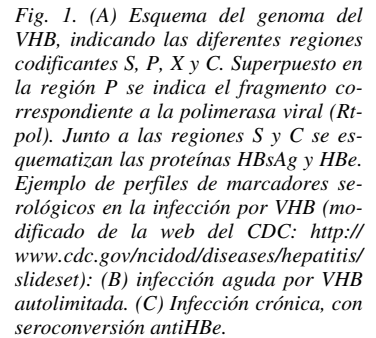 Fig. 1. (A) Esquema del genoma del
VHB, indicando las diferentes regiones
codificantes S, P, X y C. Superpuesto en
la región P se indica el fragmento co-
rrespondiente a la polimerasa viral (Rt-
pol). Junto a las regiones S y C se es-
quematizan las proteínas HBsAg y HBe.
Ejemplo de perfiles de marcadores se-
rológicos en la infección por VHB (mo-
dificado de la web del CDC: http://
www.cdc.gov/ncidod/diseases/hepatitis/
slideset): (B) infección aguda por VHB
autolimitada. (C) Infección crónica, con
seroconversión antiHBe.